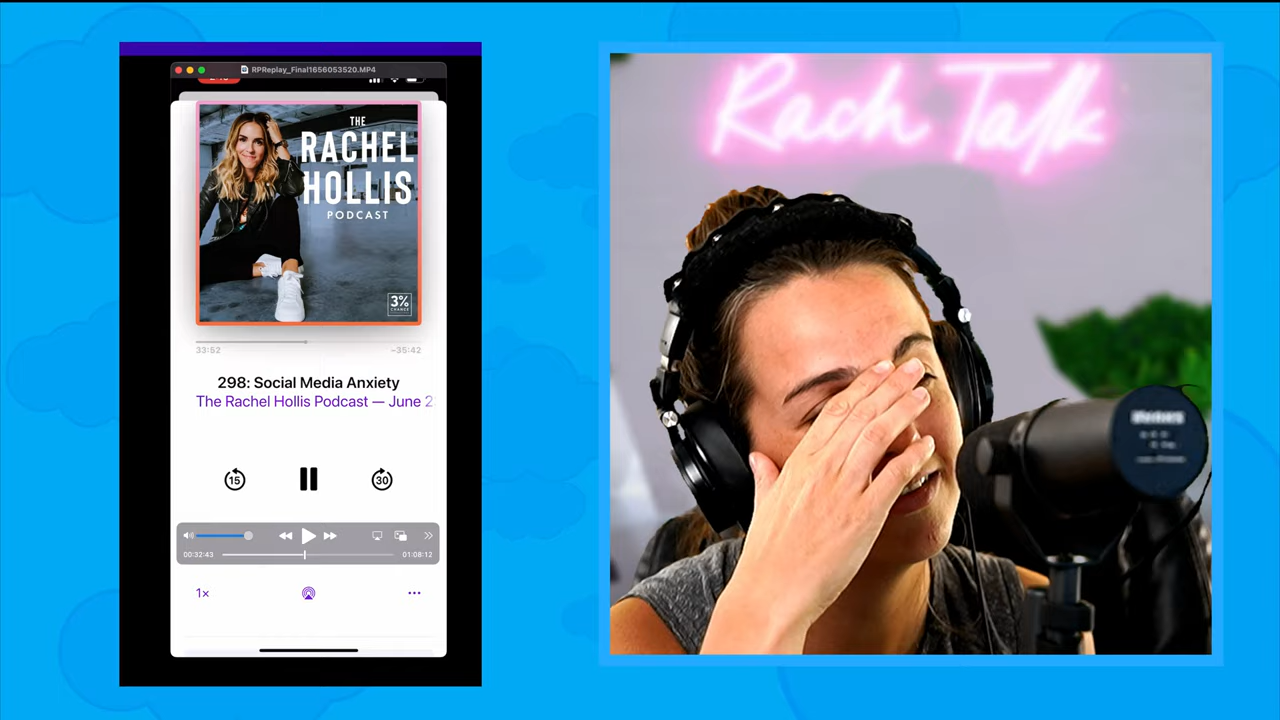 RPReplay_Final1656053520.MP4
THE
RACHEL
HOLLIS
PODCAST
3%
CHANCE
33:52
-35:42
298: Social Media Anxiety
The Rachel Hollis Podcast — June 2
15
30
00:32:43
01:08:12
1×
Rach Talk